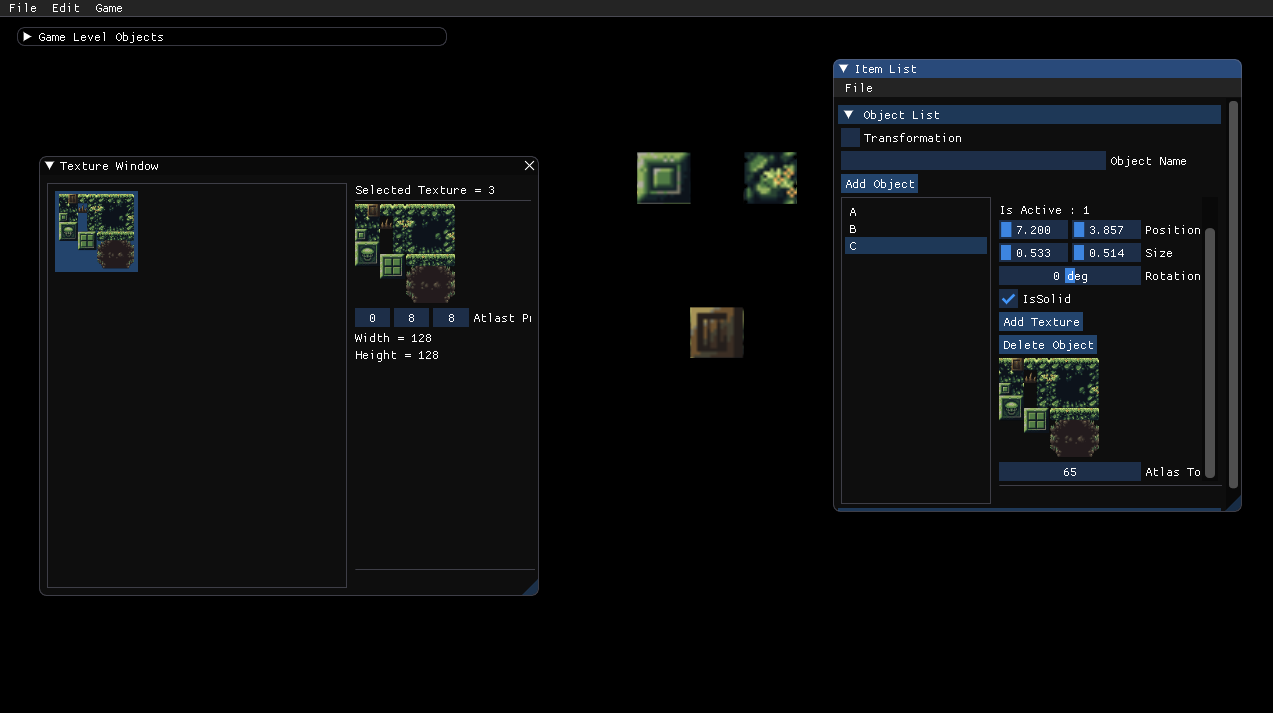 File Edit Game
Game Level Objects
Texture Window
Selected Texture = 3
0 8 8 Atlast Pr
Width = 128
Height = 128
Item List
File
Object List
Transformation
Object Name
Add Object
A
B
C
Is Active : 1
7.200 3.857 Position
0.533 0.514 Size
0 deg Rotation
IsSolid
Add Texture
Delete Object
65 Atlas To